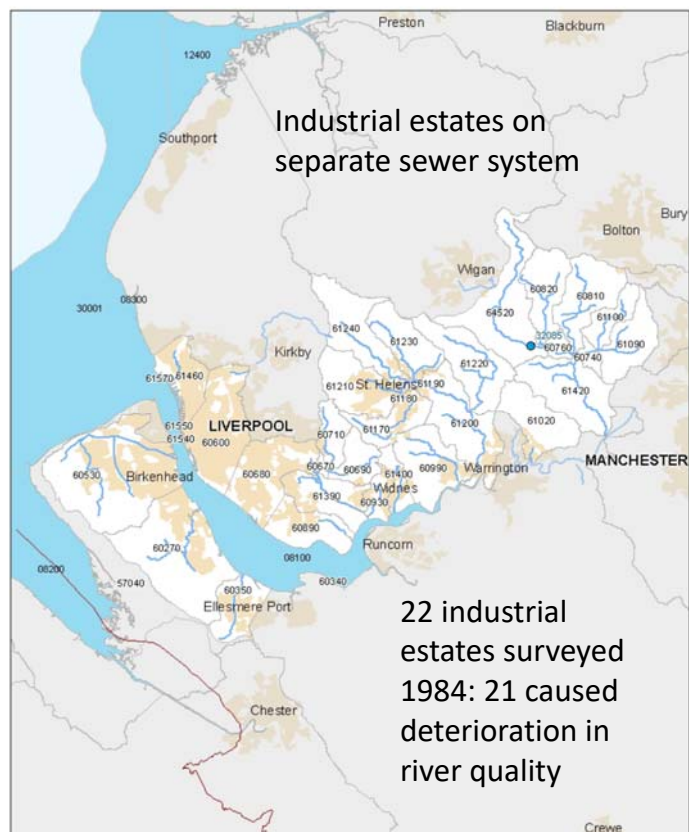 Preston
Blackburn
12400
Industrial estates on
separate sewer system
Southport
Bury
Bolton
Wigan
60820
60810
64520
61100
30001
08300
32085
60760
61090
60740
61240
61230
Kirkby
61220
61570
61460
61210
St Helens
61190
61420
61180
61550
LIVERPOOL
61200
61020
61540
60600
60710
61170
MANCHESTER
60530
Birkenhead
60680
60670
60690
61400
60990
Warrington
61390
Widnes
60930
60890
60270
Runcorn
08200
08100
57040
60340
60350
Ellesmere Port
22 industrial
estates surveyed
1984: 21 caused
deterioration in
river quality
Chester
Crewe